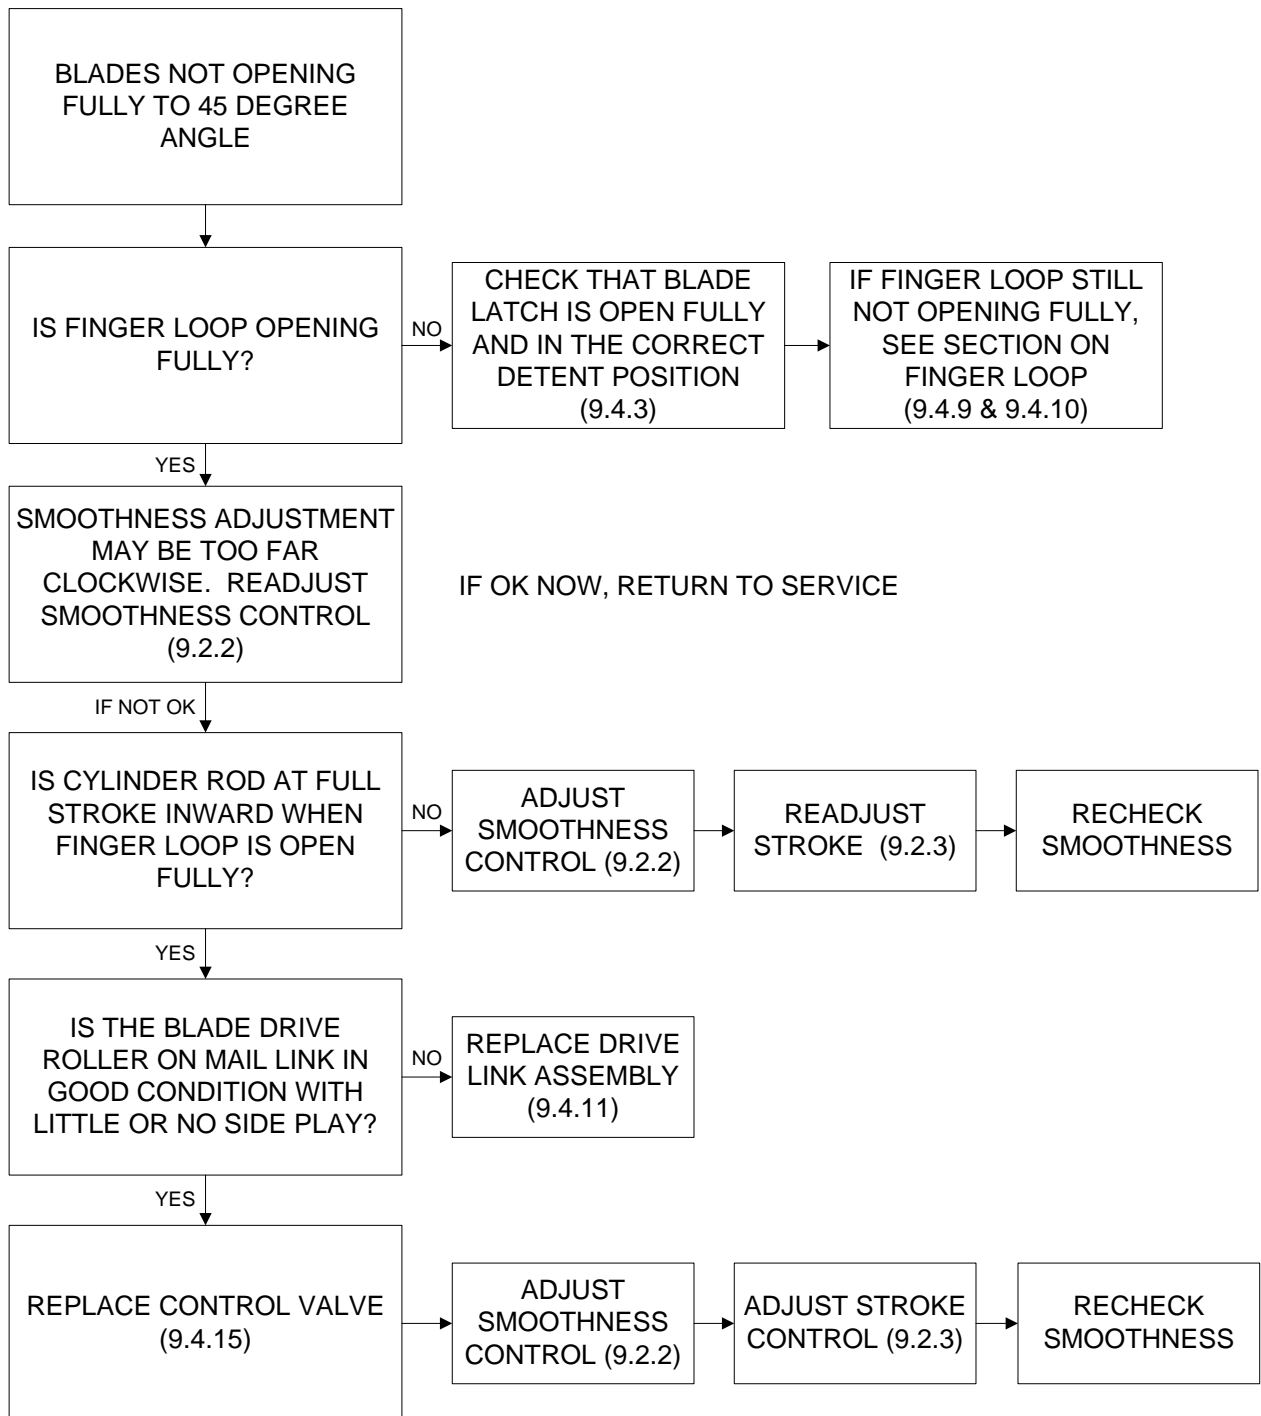 BLADES NOT OPENING
FULLY TO 45 DEGREE
ANGLE
IS FINGER LOOP OPENING
FULLY?
NO
CHECK THAT BLADE
LATCH IS OPEN FULLY
AND IN THE CORRECT
DETENT POSITION
(9.4.3)
IF FINGER LOOP STILL
NOT OPENING FULLY,
SEE SECTION ON
FINGER LOOP
(9.4.9 & 9.4.10)
YES
SMOOTHNESS ADJUSTMENT
MAY BE TOO FAR
CLOCKWISE.  READJUST
SMOOTHNESS CONTROL
(9.2.2)
IF OK NOW, RETURN TO SERVICE
IF NOT OK
IS CYLINDER ROD AT FULL
STROKE INWARD WHEN
FINGER LOOP IS OPEN
FULLY?
NO
ADJUST
SMOOTHNESS
CONTROL (9.2.2)
READJUST
STROKE  (9.2.3)
RECHECK
SMOOTHNESS
YES
IS THE BLADE DRIVE
ROLLER ON MAIL LINK IN
GOOD CONDITION WITH
LITTLE OR NO SIDE PLAY?
NO
REPLACE DRIVE
LINK ASSEMBLY
(9.4.11)
YES
REPLACE CONTROL VALVE
(9.4.15)
ADJUST
SMOOTHNESS
CONTROL (9.2.2)
ADJUST STROKE
CONTROL (9.2.3)
RECHECK
SMOOTHNESS